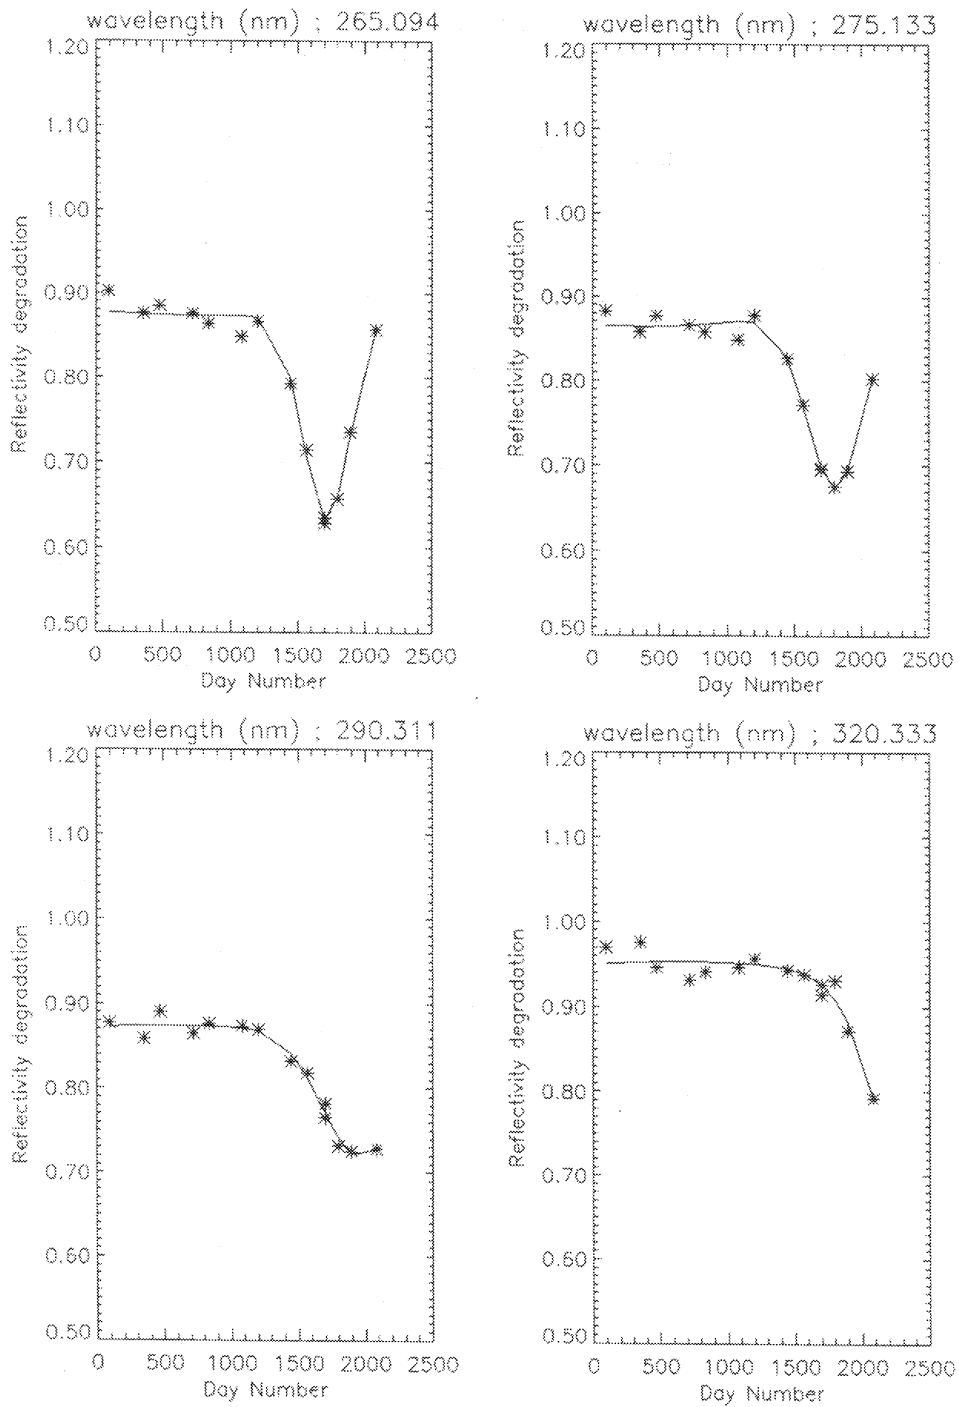 wavelength (nm) ; 265.094
1.20
1.10
1.00
0.90
0.80
0.70
0.60
0.50
Reflectivity degradation
0 500 1000 1500 2000 2500
Day Number
wavelength (nm) ; 275.133
1.20
1.10
1.00
0.90
0.80
0.70
0.60
0.50
Reflectivity degradation
0 500 1000 1500 2000 2500
Day Number
wavelength (nm) ; 290.311
1.20
1.10
1.00
0.90
0.80
0.70
0.60
0.50
Reflectivity degradation
0 500 1000 1500 2000 2500
Day Number
wavelength (nm) ; 320.333
1.20
1.10
1.00
0.90
0.80
0.70
0.60
0.50
Reflectivity degradation
0 500 1000 1500 2000 2500
Day Number